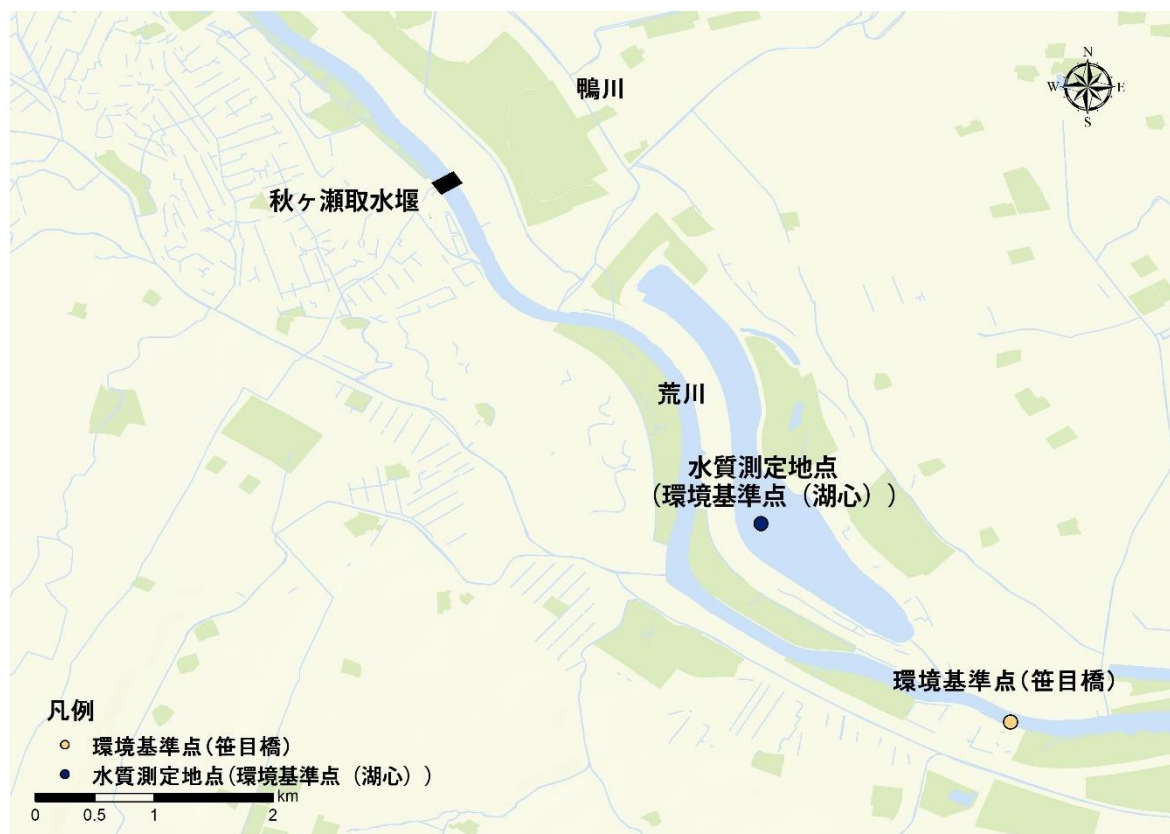 鴨川
N
W
E
S
秋ヶ瀬取水堰
荒川
水質測定地点
(環境基準点（湖心）)
環境基準点(笹目橋)
凡例
環境基準点(笹目橋)
水質測定地点(環境基準点（湖心）)
km
0 0.5 1 2